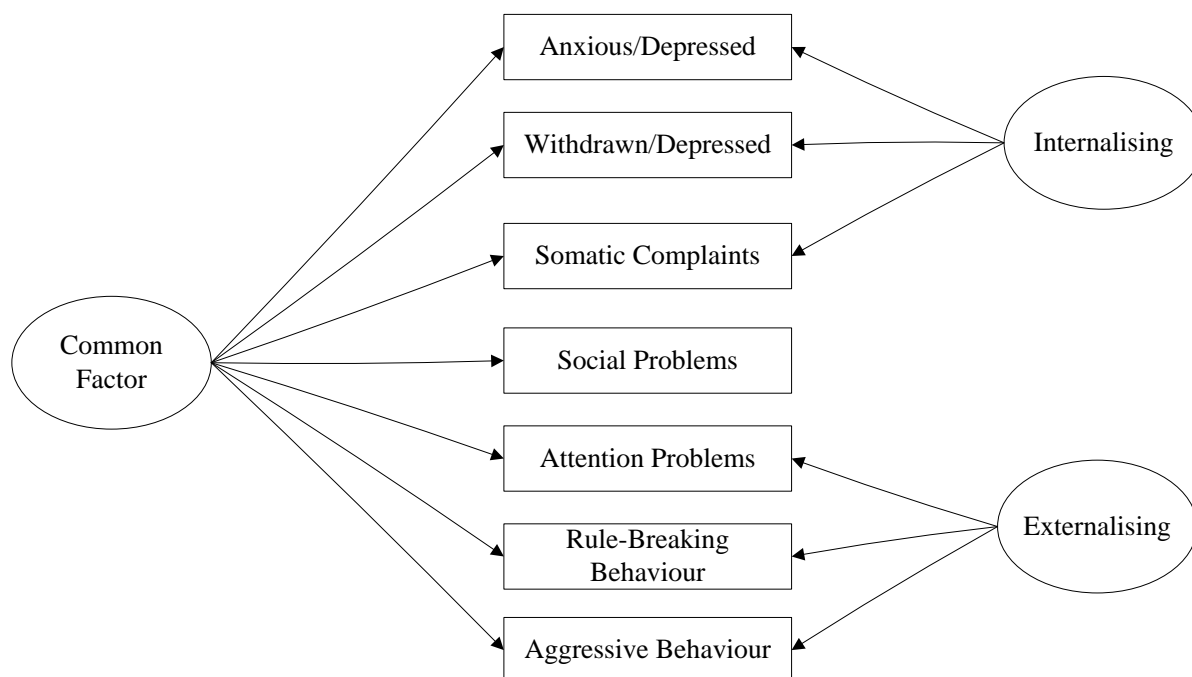 Anxious/Depressed
Withdrawn/Depressed
Somatic Complaints
Social Problems
Attention Problems
Rule-Breaking
Behaviour
Aggressive Behaviour
Common
Factor
Internalising
Externalising